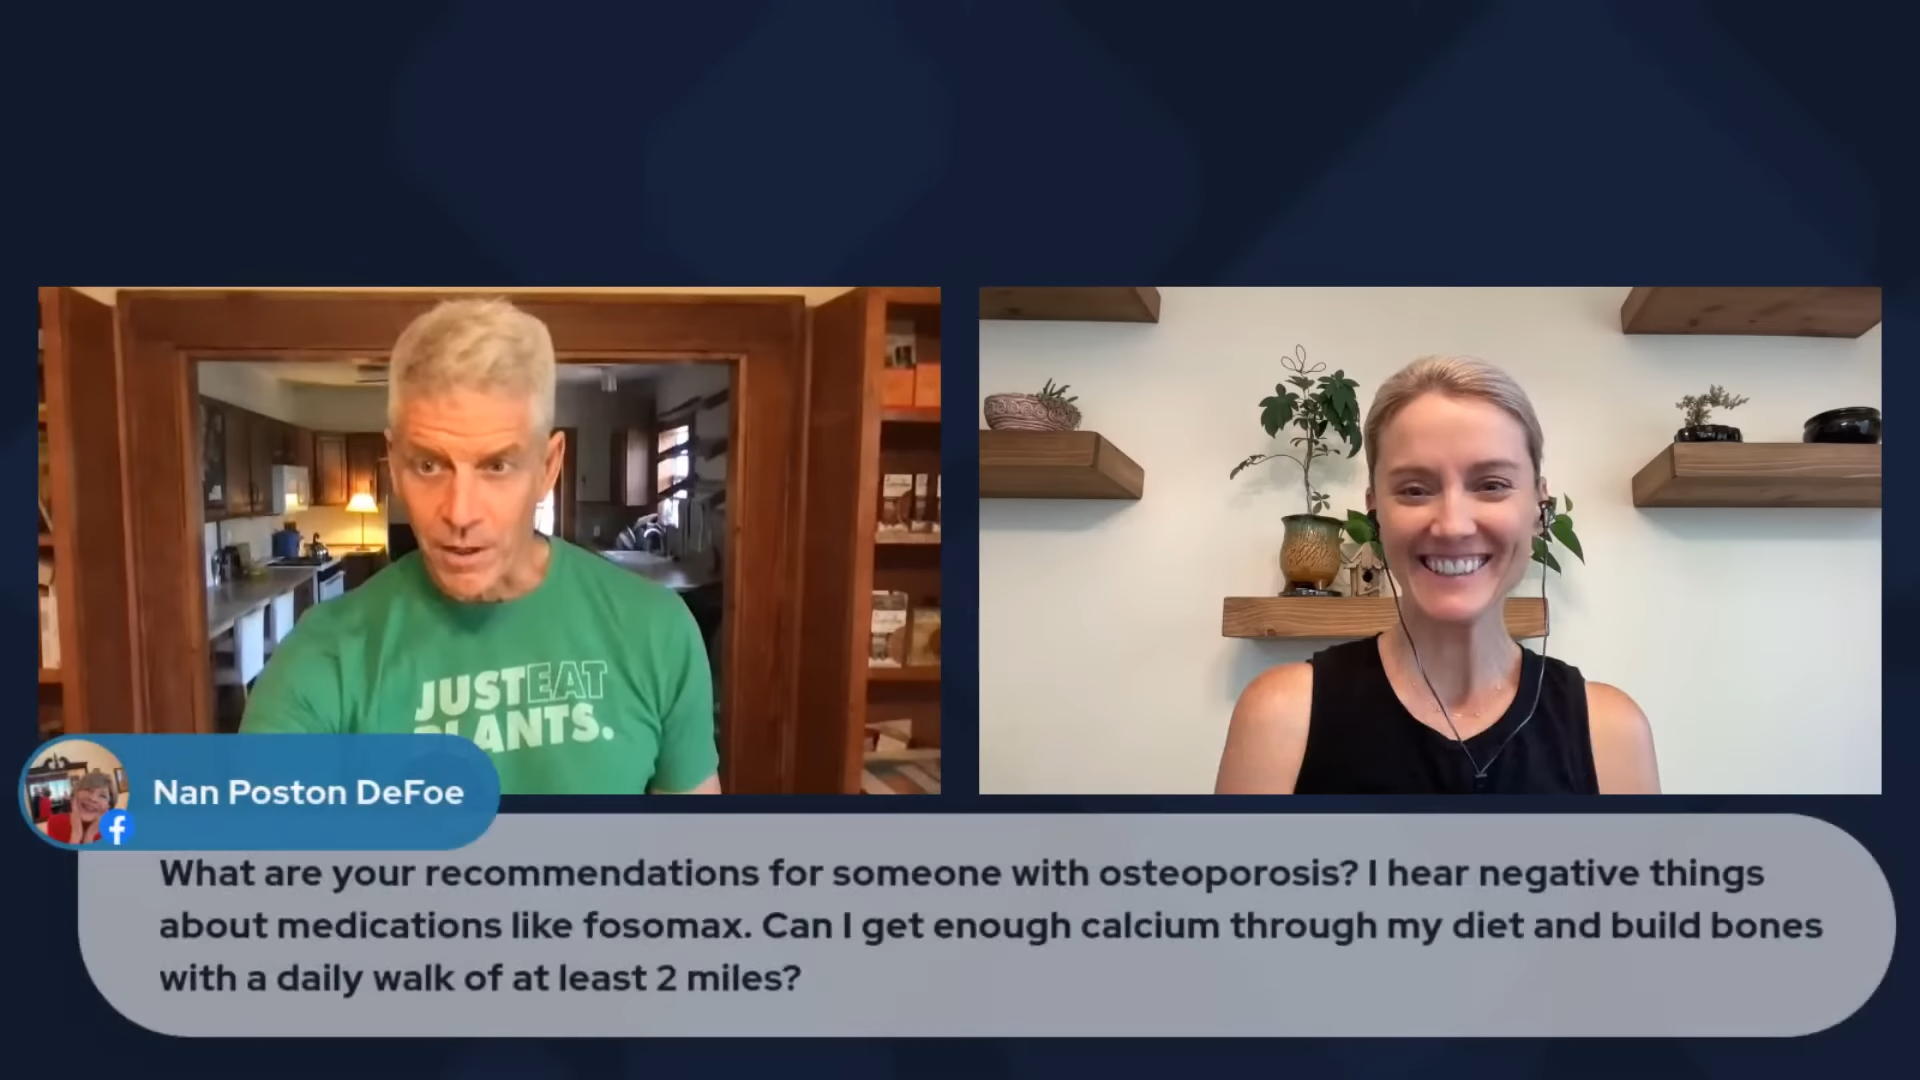 JUSTEAT
PLANTS.
Nan Poston DeFoe
What are your recommendations for someone with osteoporosis? I hear negative things
about medications like fosomax. Can I get enough calcium through my diet and build bones
with a daily walk of at least 2 miles?